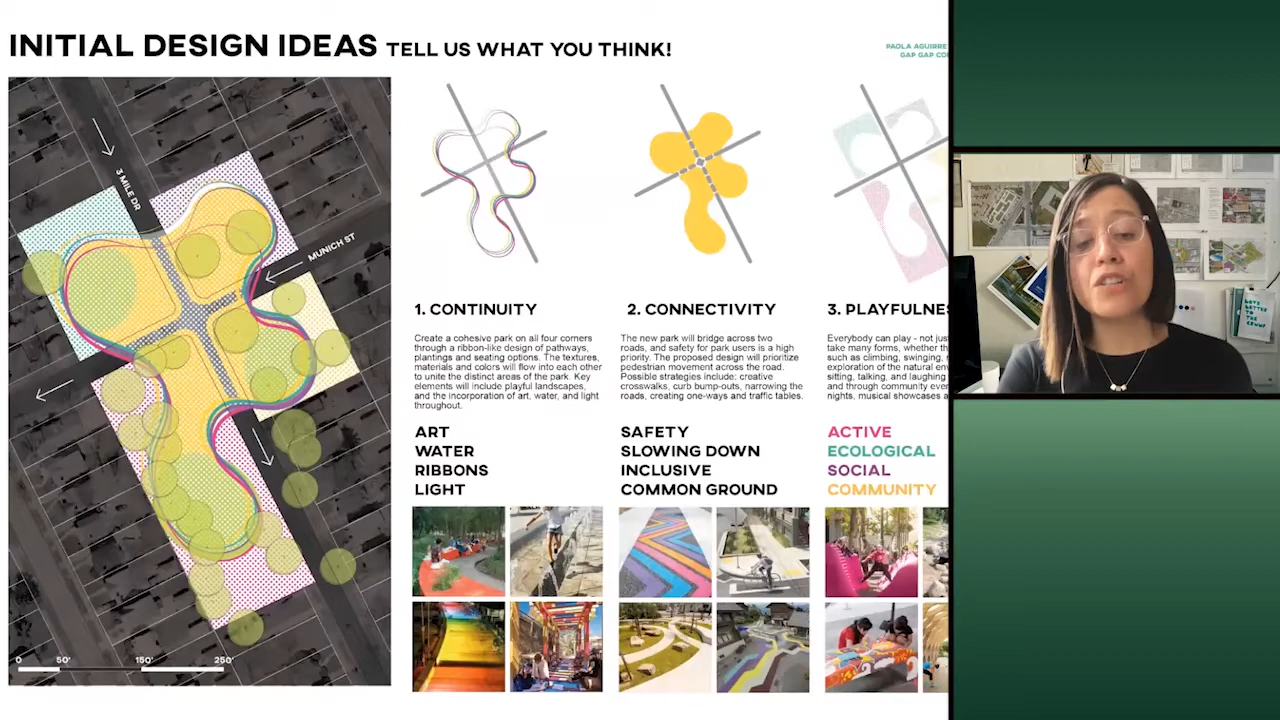 INITIAL DESIGN IDEAS TELL US WHAT YOU THINK!
PAOLA AGUIRRE
GAP GAP
3 MILE DR
MUNICH ST
0 50' 150' 250'
1. CONTINUITY
Create a cohesive park on all four corners
through a ribbon-like design of pathways,
plantings and seating options. The textures,
materials and colors will flow into each other
to unite the distinct areas of the park. Key
elements will include playful landscapes,
and the incorporation of art, water, and light
throughout.
ART
WATER
RIBBONS
LIGHT
2. CONNECTIVITY
The new park will bridge across two
roads, and safety for park users is a high
priority. The proposed design will prioritize
pedestrian movement across the road.
Possible strategies include: creative
crosswalks, curb bump-outs, narrowing the
roads, creating one-ways and traffic tables.
SAFETY
SLOWING DOWN
INCLUSIVE
COMMON GROUND
3. PLAYFULNES
Everybody can play - not jus
take many forms, whether th
such as climbing, swinging,
exploration of the natural en
sitting, talking, and laughing
and through community eve
nights, musical showcases a
ACTIVE
ECOLOGICAL
SOCIAL
COMMUNITY